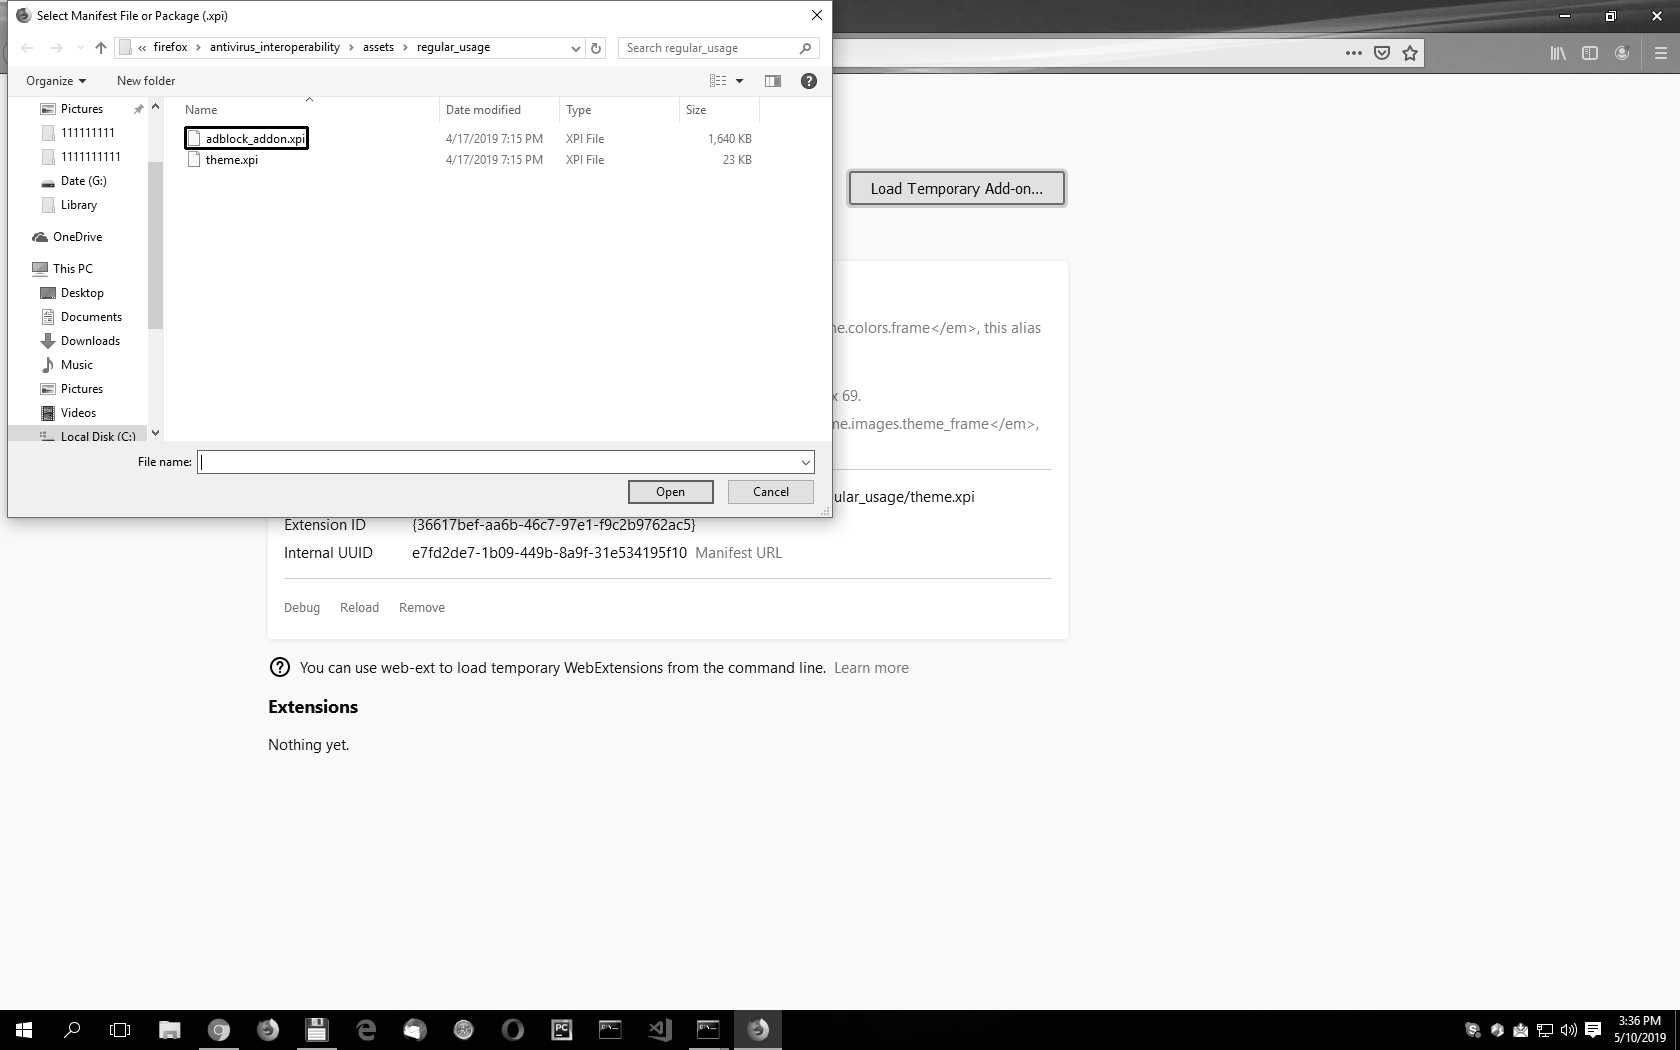 Select Manifest File or Package (.xpi)
« firefox › antivirus_interoperability › assets › regular_usage
Search regular_usage
Organize
New folder
Name
Date modified
Type
Size
Pictures
111111111
1111111111
Date (G:)
Library
OneDrive
This PC
Desktop
Documents
Downloads
Music
Pictures
Videos
Local Disk (C:)
adblock_addon.xpi 4/17/2019 7:15 PM XPI File 1,640 KB
theme.xpi 4/17/2019 7:15 PM XPI File 23 KB
File name:
Open
Cancel
Load Temporary Add-on...
ne.colors.frame</em>, this alias
x 69.
ne.images.theme_frame</em>,
ular_usage/theme.xpi
Extension ID {36617bef-aa6b-46c7-97e1-f9c2b9762ac5}
Internal UUID e7fd2de7-1b09-449b-8a9f-31e534195f10 Manifest URL
Debug Reload Remove
You can use web-ext to load temporary WebExtensions from the command line. Learn more
Extensions
Nothing yet.
PC
3:36 PM
5/10/2019